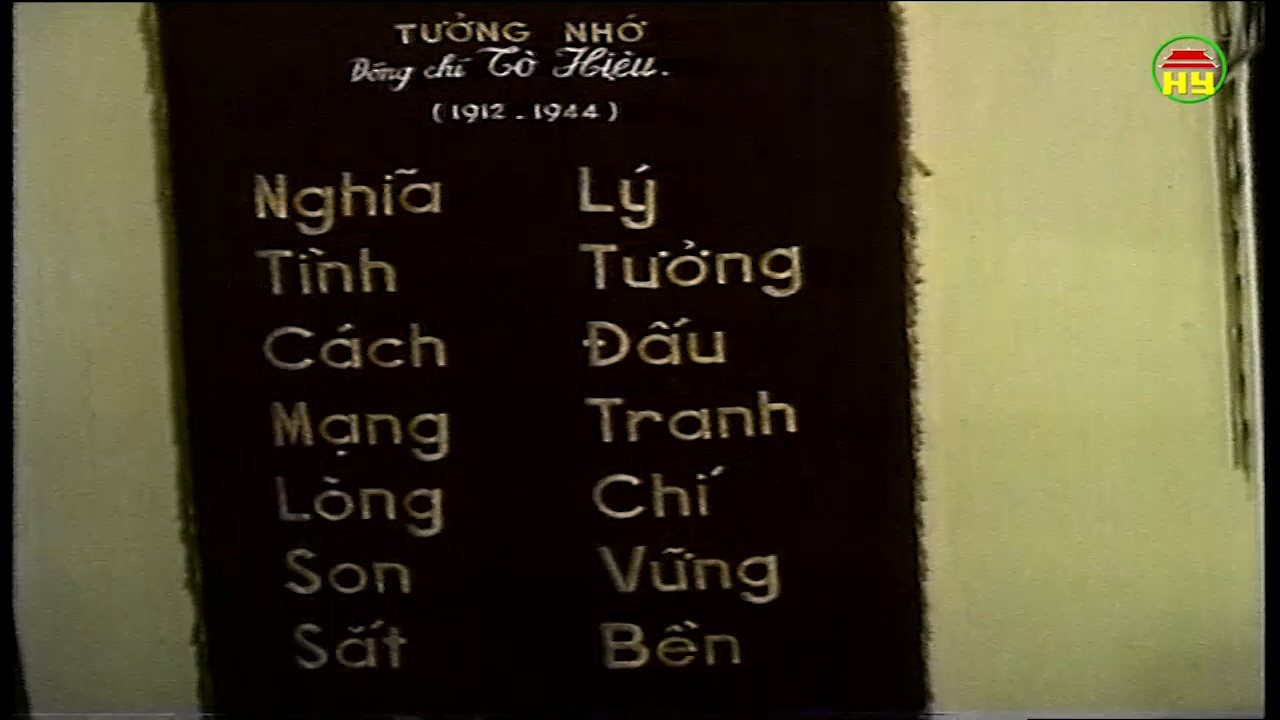 TƯỞNG NHỚ
Đồng chí Tô Hiệu.
(1912 - 1944)
Nghĩa Lý
Tình Tưởng
Cách Đấu
Mạng Tranh
Lòng Chí
Son Vững
Sắt Bền
HY